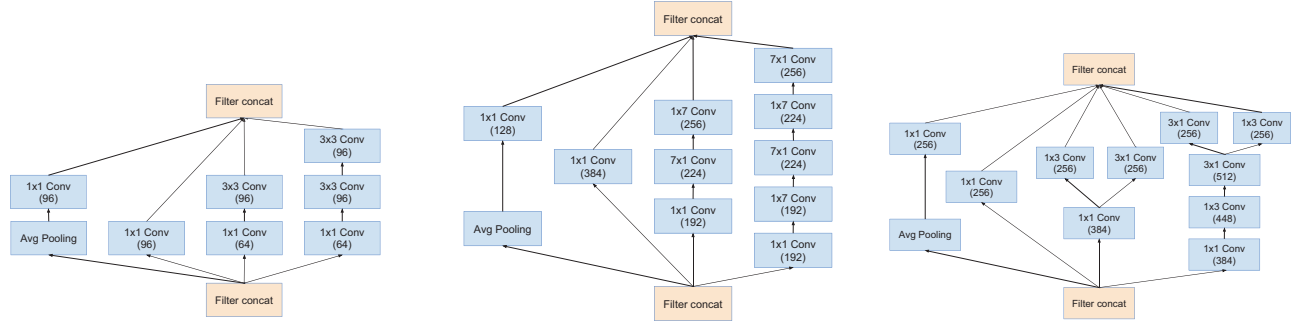 Filter concat
3x3 Conv
(96)
1x1 Conv
(96)
3x3 Conv
(96)
3x3 Conv
(96)
Avg Pooling
1x1 Conv
(96)
1x1 Conv
(64)
1x1 Conv
(64)
Filter concat
Filter concat
7x1 Conv
(256)
1x1 Conv
(128)
1x7 Conv
(256)
1x7 Conv
(224)
1x1 Conv
(384)
7x1 Conv
(224)
7x1 Conv
(224)
1x7 Conv
(192)
Avg Pooling
1x1 Conv
(192)
1x1 Conv
(192)
Filter concat
Filter concat
1x1 Conv
(256)
3x1 Conv
(256)
1x3 Conv
(256)
1x3 Conv
(256)
3x1 Conv
(256)
3x1 Conv
(512)
1x1 Conv
(256)
1x3 Conv
(448)
Avg Pooling
1x1 Conv
(384)
1x1 Conv
(384)
Filter concat